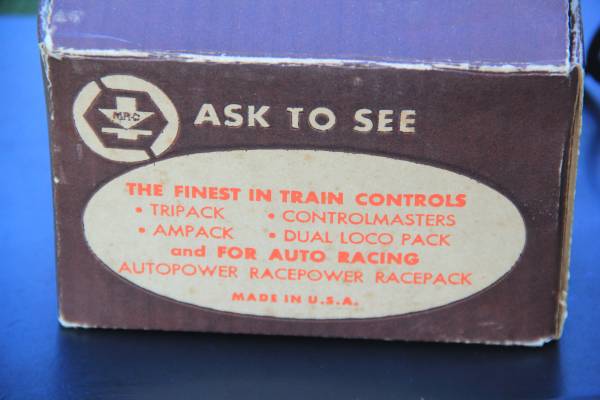 MRC
ASK TO SEE
THE FINEST IN TRAIN CONTROLS
• TRIPACK • CONTROLMASTERS
• AMPACK • DUAL LOCO PACK
and FOR AUTO RACING
AUTOPOWER RACEPOWER RACEPACK
MADE IN U.S.A.